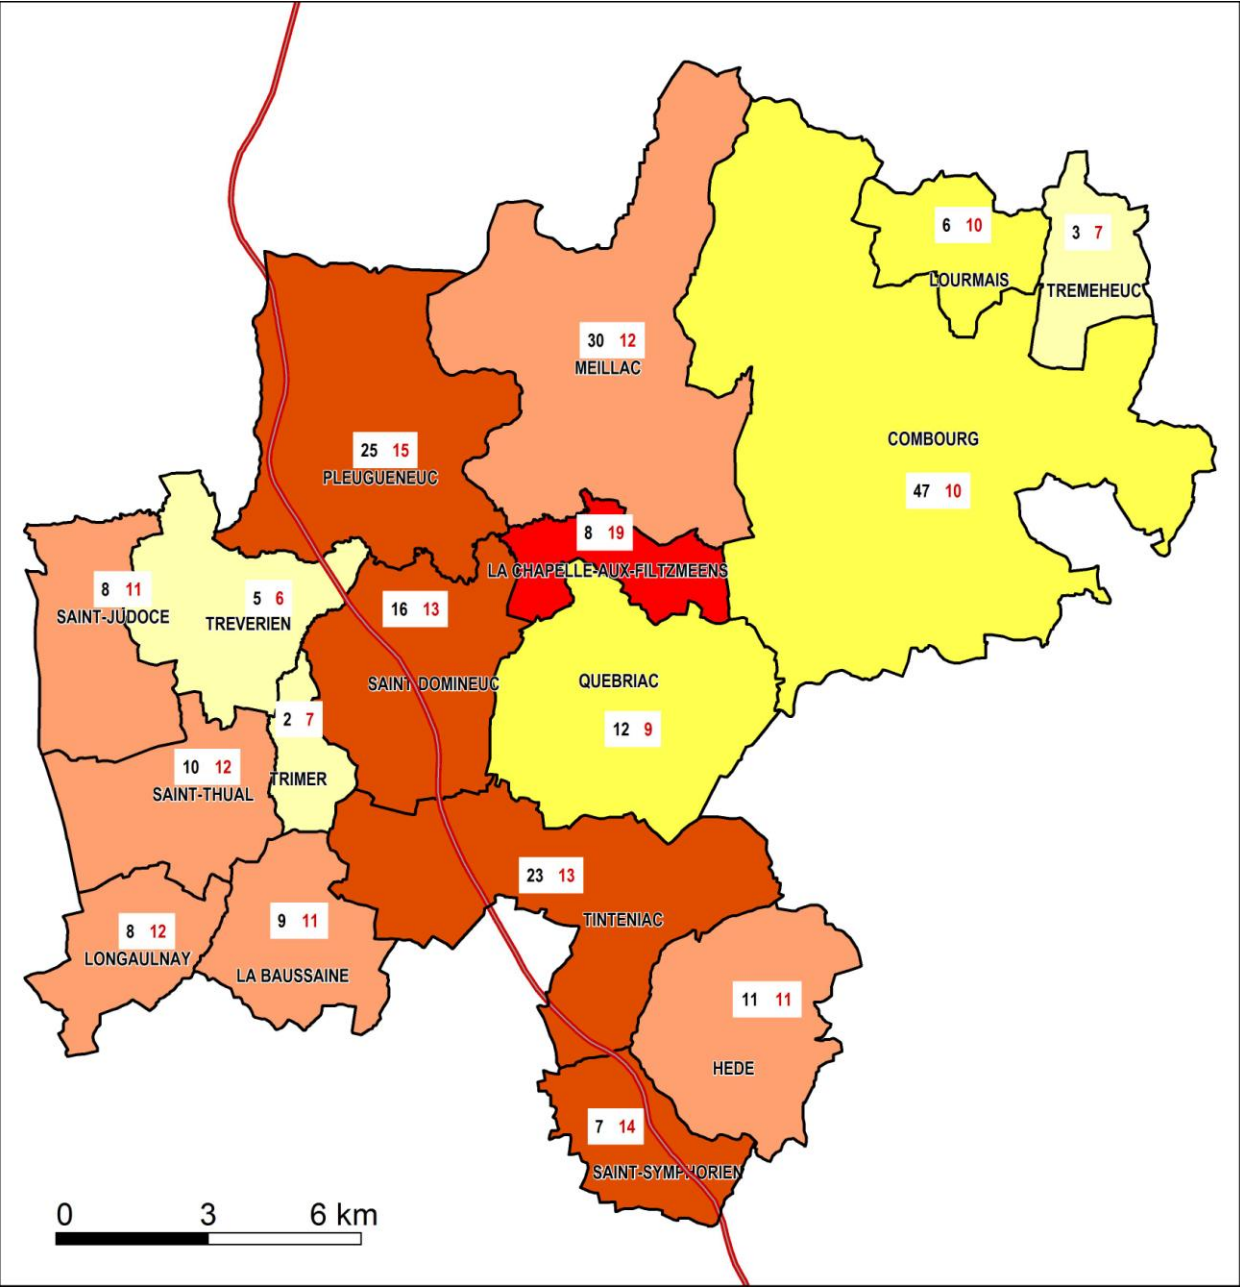 6 10
LOURMAIS
3 7
TREMEHEUC
30 12
MEILLAC
COMBOURG
47 10
25 15
PLEUGUENEUC
8 19
LA CHAPELLE-AUX-FILTZMEENS
8 11
SAINT-JUDOCE
5 6
TREVERIEN
16 13
SAINT-DOMINEUC
QUEBRIAC
12 9
2 7
TRIMER
10 12
SAINT-THUAL
23 13
TINTENIAC
8 12
LONGAULNAY
9 11
LA BAUSSAINE
11 11
HEDE
7 14
SAINT-SYMPHORIEN
0 3 6 km